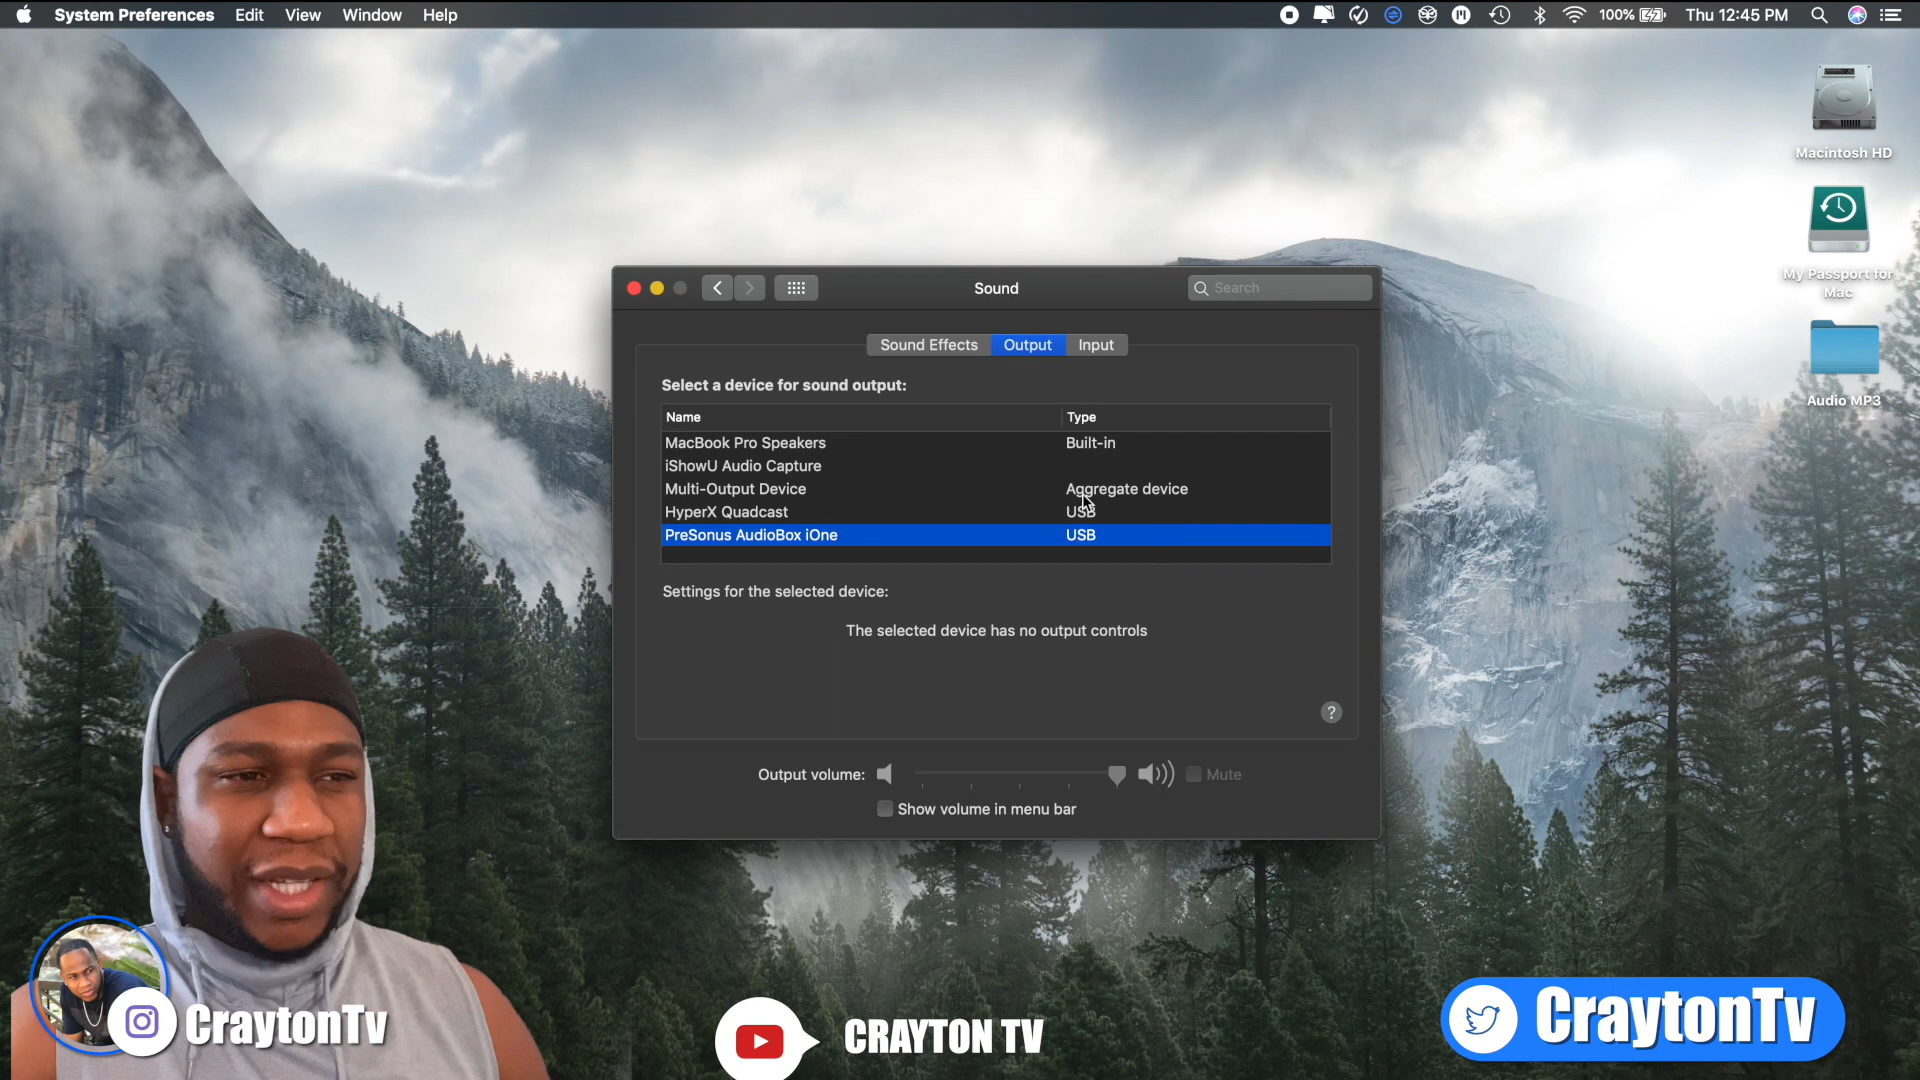 System Preferences Edit View Window Help
100% Thu 12:45 PM
Macintosh HD
My Passport for
Mac
Audio MP3
Sound
Search
Sound Effects Output Input
Select a device for sound output:
Name Type
MacBook Pro Speakers Built-in
iShowU Audio Capture
Multi-Output Device Aggregate device
HyperX Quadcast USB
PreSonus AudioBox iOne USB
Settings for the selected device:
The selected device has no output controls
?
Output volume: Mute
Show volume in menu bar
CraytonTv
CRAYTON TV
CraytonTv